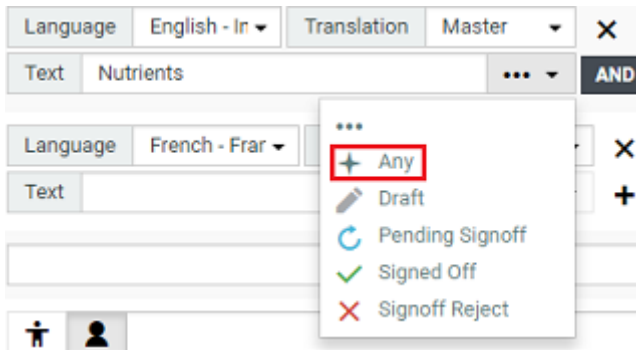 Language English - In Translation Master
Text Nutrients ••• AND
•••
Language French - Frar Any
Text Draft
Pending Signoff
Signed Off
Signoff Reject